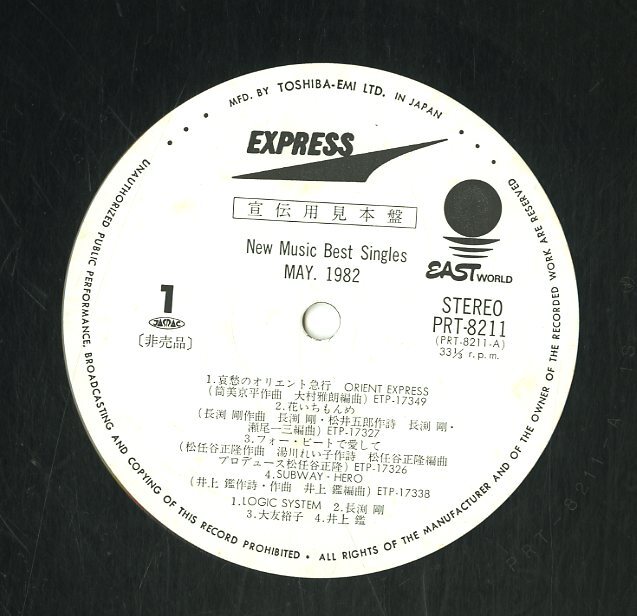 MFD. BY TOSHIBA-EMI LTD. IN JAPAN
EXPRESS
宣伝用見本盤
New Music Best Singles
MAY. 1982
EAST WORLD
1
JASRAC
〔非売品〕
STEREO
PRT-8211
(PRT-8211-A)
33⅓ r.p.m.
1.哀愁のオリエント急行 ORIENT EXPRESS
(筒美京平作曲 大村雅朗編曲) ETP-17349
2.花いちもんめ
(長渕 剛作曲 長渕 剛・松井五郎作詩 長渕 剛・
瀬尾一三編曲) ETP-17327
3.フォー・ビートで愛して
(松任谷正隆作曲 湯川れい子作詩 松任谷正隆編曲
プロデュース松任谷正隆) ETP-17326
4.SUBWAY-HERO
(井上 鑑作詩・作曲 井上 鑑編曲) ETP-17338
1.LOGIC SYSTEM 2.長渕 剛
3.大友裕子 4.井上 鑑
UNAUTHORIZED PUBLIC PERFORMANCE, BROADCASTING AND COPYING OF THIS RECORD PROHIBITED • ALL RIGHTS OF THE MANUFACTURER AND OF THE OWNER OF THE RECORDED WORK ARE RESERVED
PRT-8211 A